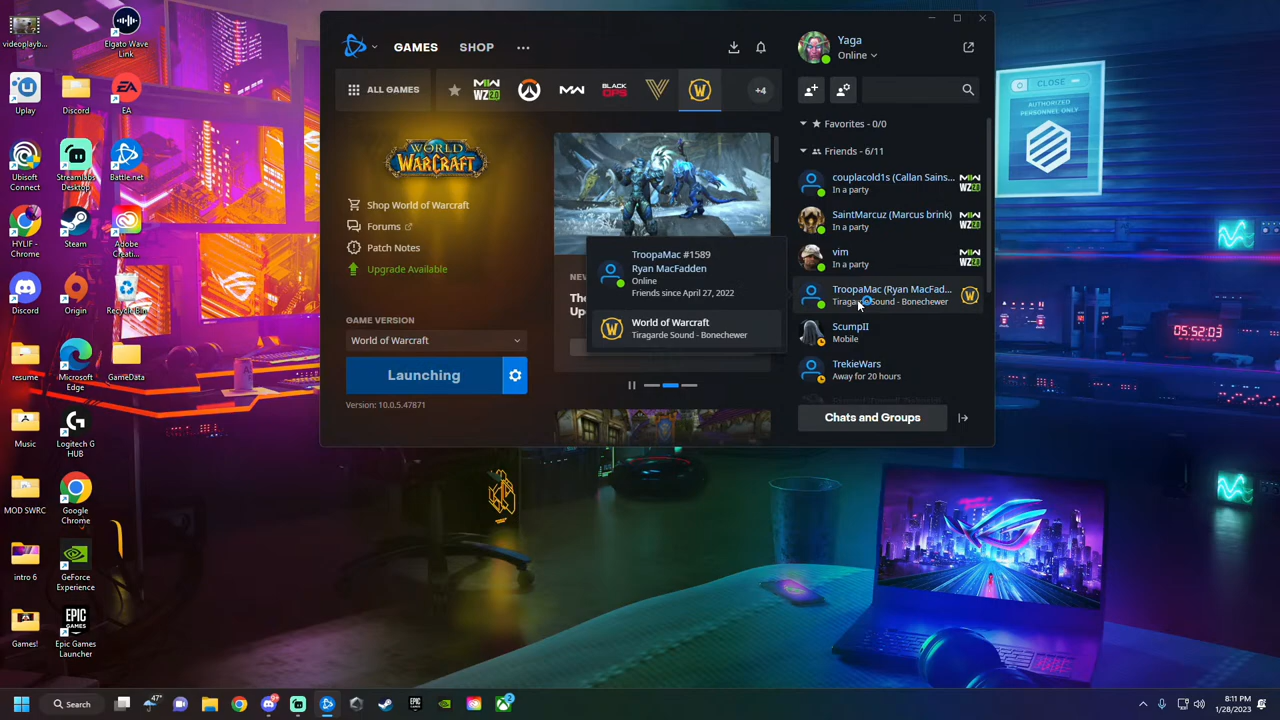 videoplayb...
Elgato Wave
Link
Uplay
Discord
EA
Ubisoft
Connect
Streamlabs
Desktop
Battle.net
HYLIF -
Chrome
Steam
Adobe
Creati...
Discord
Origin
Recycle Bin
resume
Microsoft
Edge
GameData
Music
Logitech G
HUB
MOD SWRC
Google
Chrome
intro 6
GeForce
Experience
Games!
Epic Games
Launcher
GAMES
SHOP
ALL GAMES
MW
WZ2.0
MW
BLACK
OPS
+4
WORLD
OF
WARCRAFT
Shop World of Warcraft
Forums
Patch Notes
Upgrade Available
GAME VERSION
World of Warcraft
Launching
Version: 10.0.5.47871
TroopaMac #1589
Ryan MacFadden
Online
Friends since April 27, 2022
World of Warcraft
Tiragarde Sound - Bonechewer
Yaga
Online
Favorites - 0/0
Friends - 6/11
couplacold1s (Callan Sains...
In a party
SaintMarcuz (Marcus brink)
In a party
vim
In a party
TroopaMac (Ryan MacFad...
Tiragarde Sound - Bonechewer
ScumpII
Mobile
TrekieWars
Away for 20 hours
Chats and Groups
CLOSE
AUTHORIZED
PERSONNEL ONLY
05:52:03
EPIC
GAMES
Search
47°
8:11 PM
1/28/2023